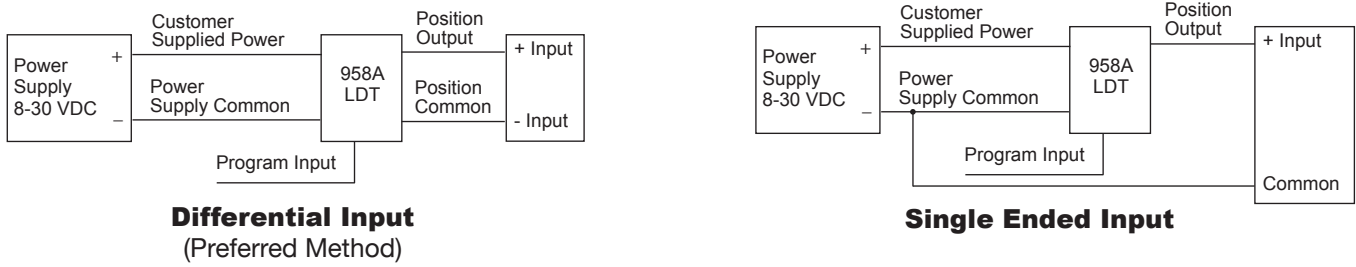 Customer
Supplied Power
Position
Output
Power
Supply
8-30 VDC
+
−
958A
LDT
+ Input
Power
Supply Common
Position
Common
- Input
Program Input
Differential Input
(Preferred Method)
Customer
Supplied Power
Position
Output
Power
Supply
8-30 VDC
+
−
958A
LDT
+ Input
Power
Supply Common
Program Input
Common
Single Ended Input